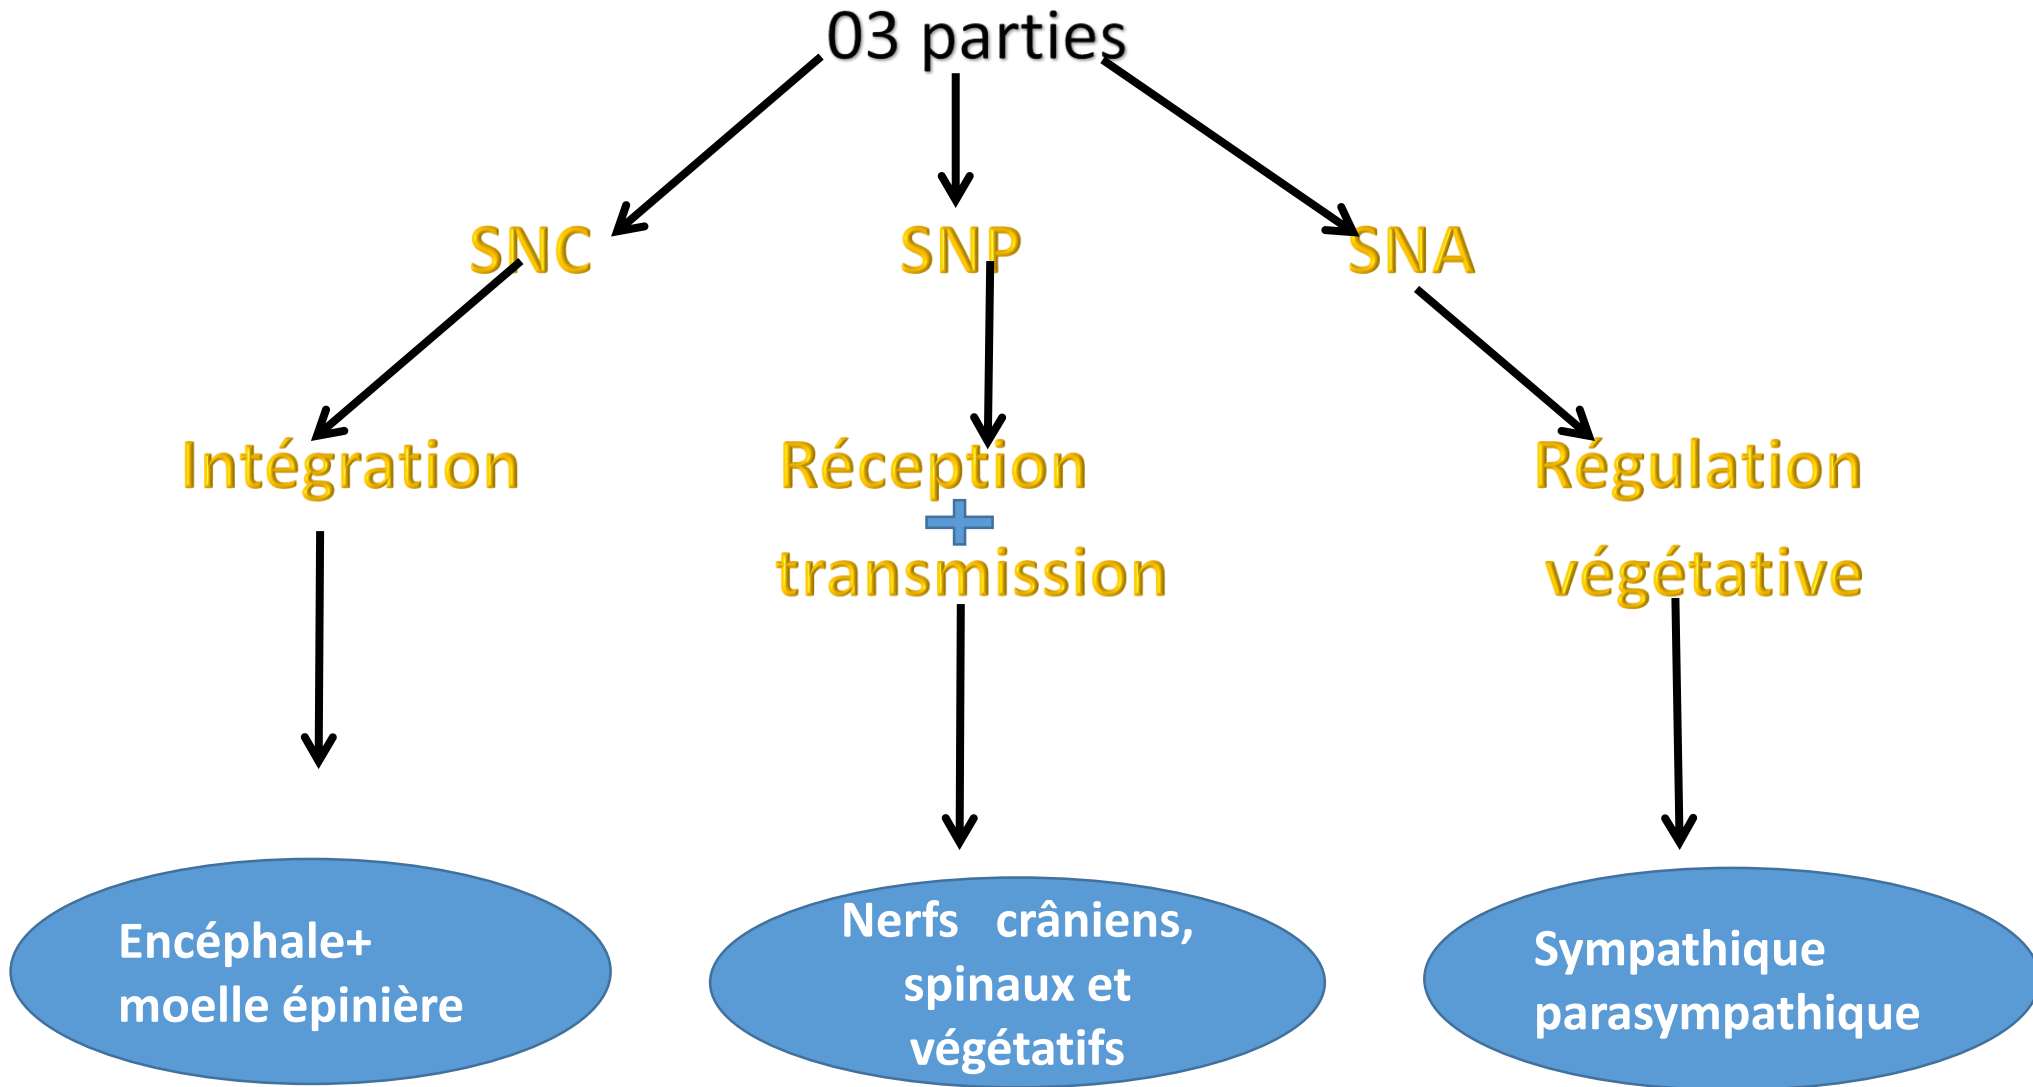 03 parties
SNC
SNP
SNA
Intégration
Réception
transmission
Régulation
végétative
Encéphale+
moelle épinière
Nerfs crâniens,
spinaux et
végétatifs
Sympathique
parasympathique